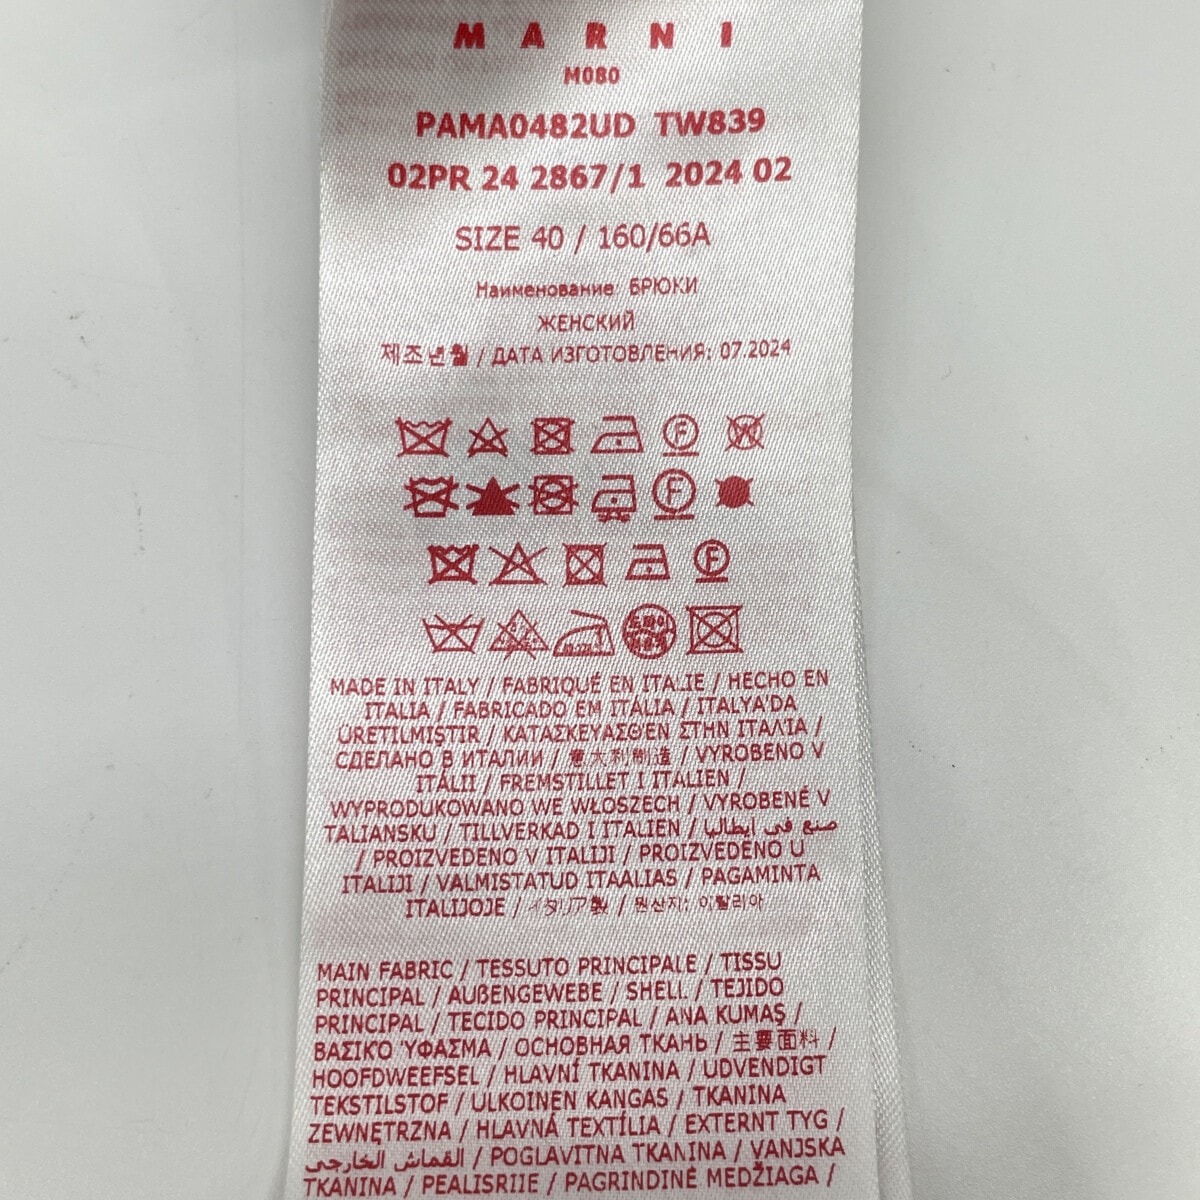 MARNI
M080
PAMA0482UD TW839
02PR 24 2867/1 2024 02
SIZE 40 / 160/66A
Наименование: БРЮКИ
ЖЕНСКИЙ
제조년월 / ДАТА ИЗГОТОВЛЕНИЯ: 07.2024
MADE IN ITALY / FABRIQUÉ EN ITALIE / HECHO EN
ITALIA / FABRICADO EM ITALIA / ITALYA'DA
ÜRETILMIŞTIR / ΚΑΤΑΣΚΕΥΑΣΘΕΝ ΣΤΗΝ ΙΤΑΛΙΑ /
СДЕЛАНО В ИТАЛИИ / 意大利制造 / VYROBENO V
ITÁLII / FREMSTILLET I ITALIEN /
WYPRODUKOWANO WE WŁOSZECH / VYROBENÉ V
TALIANSKU / TILLVERKAD I ITALIEN / صنع في إيطاليا
/ PROIZVEDENO V ITALIJI / PROIZVEDENO U
ITALIJI / VALMISTATUD ITAALIAS / PAGAMINTA
ITALIJOJE / イタリア製 / 원산지: 이탈리아
MAIN FABRIC / TESSUTO PRINCIPALE / TISSU
PRINCIPAL / AUßENGEWEBE / SHELL / TEJIDO
PRINCIPAL / TECIDO PRINCIPAL / ANA KUMAŞ /
ΒΑΣΙΚΟ ΎΦΑΣΜΑ / ОСНОВНАЯ ТКАНЬ / 主要面料 /
HOOFDWEEFSEL / HLAVNÍ TKANINA / UDVENDIGT
TEKSTILSTOF / ULKOINEN KANGAS / TKANINA
ZEWNĘTRZNA / HLAVNÁ TEXTÍLIA / EXTERNT TYG /
القماش الخارجي / POGLAVITNA TKANINA / VANJSKA
TKANINA / PEALISRIIE / PAGRINDINĖ MEDŽIAGA /